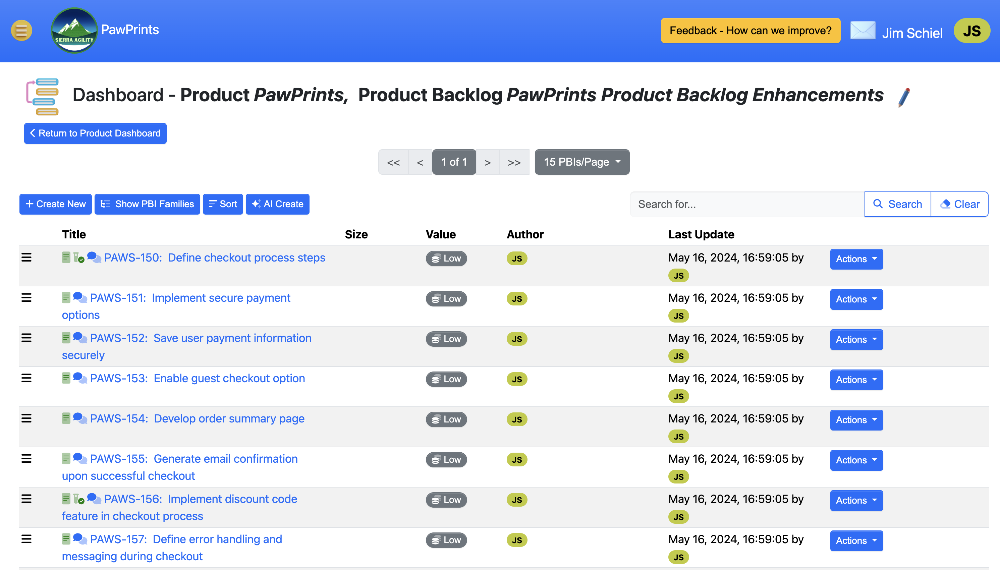 SIERRA AGILITY
PawPrints
Feedback - How can we improve?
Jim Schiel
JS
Dashboard - Product PawPrints, Product Backlog PawPrints Product Backlog Enhancements
Return to Product Dashboard
<< < 1 of 1 > >> 15 PBIs/Page
Create New Show PBI Families Sort AI Create Search for... Search Clear
Title Size Value Author Last Update
PAWS-150: Define checkout process steps Low JS May 16, 2024, 16:59:05 by Actions
JS
PAWS-151: Implement secure payment Low JS May 16, 2024, 16:59:05 by Actions
options JS
PAWS-152: Save user payment information Low JS May 16, 2024, 16:59:05 by Actions
securely JS
PAWS-153: Enable guest checkout option Low JS May 16, 2024, 16:59:05 by Actions
JS
PAWS-154: Develop order summary page Low JS May 16, 2024, 16:59:05 by Actions
JS
PAWS-155: Generate email confirmation Low JS May 16, 2024, 16:59:05 by Actions
upon successful checkout JS
PAWS-156: Implement discount code Low JS May 16, 2024, 16:59:05 by Actions
feature in checkout process JS
PAWS-157: Define error handling and Low JS May 16, 2024, 16:59:05 by Actions
messaging during checkout JS